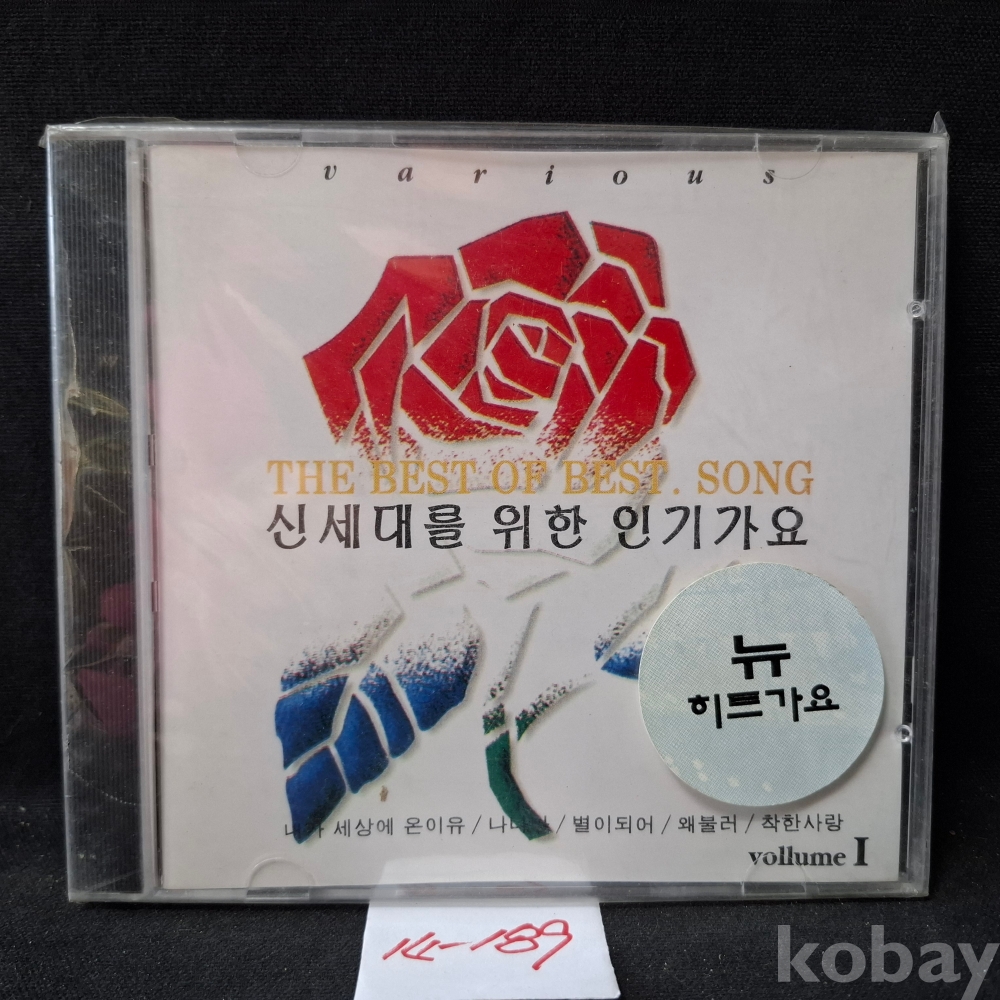 various
THE BEST OF BEST. SONG
신세대를 위한 인기가요
뉴
히트가요
세상에 온이유 / / 별이되어 / 왜불러 / 착한사랑
vollume I
-189
kobay